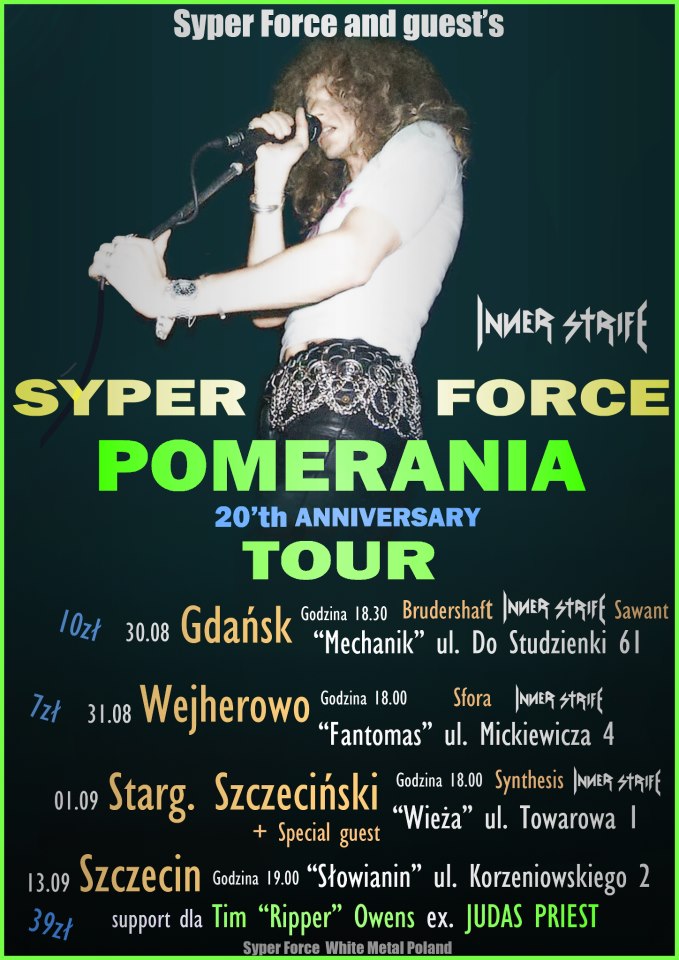 Syper Force and guest's
INNER STRIFE
SYPER FORCE
POMERANIA
20'th ANNIVERSARY
TOUR
10zł 30.08 Gdańsk Godzina 18.30 Brudershaft INNER STRIFE Sawant
"Mechanik" ul. Do Studzienki 61
7zł 31.08 Wejherowo Godzina 18.00 Sfora INNER STRIFE
"Fantomas" ul. Mickiewicza 4
01.09 Starg. Szczeciński Godzina 18.00 Synthesis INNER STRIFE
+ Special guest "Wieża" ul. Towarowa 1
13.09 Szczecin Godzina 19.00 "Słowianin" ul. Korzeniowskiego 2
39zł support dla Tim "Ripper" Owens ex. JUDAS PRIEST
Syper Force White Metal Poland